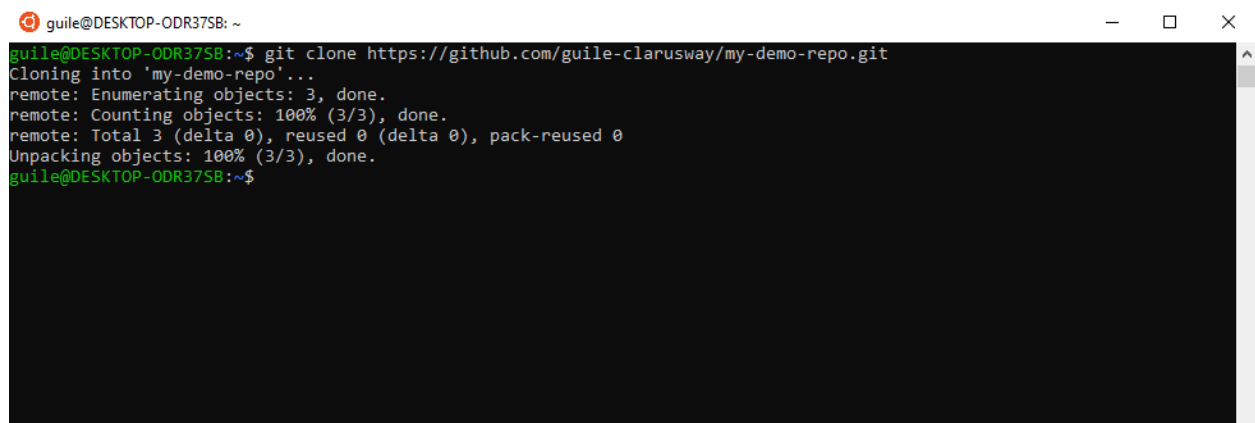 guile@DESKTOP-ODR37SB: ~
guile@DESKTOP-ODR37SB:~$ git clone https://github.com/guile-clarusway/my-demo-repo.git
Cloning into 'my-demo-repo'...
remote: Enumerating objects: 3, done.
remote: Counting objects: 100% (3/3), done.
remote: Total 3 (delta 0), reused 0 (delta 0), pack-reused 0
Unpacking objects: 100% (3/3), done.
guile@DESKTOP-ODR37SB:~$